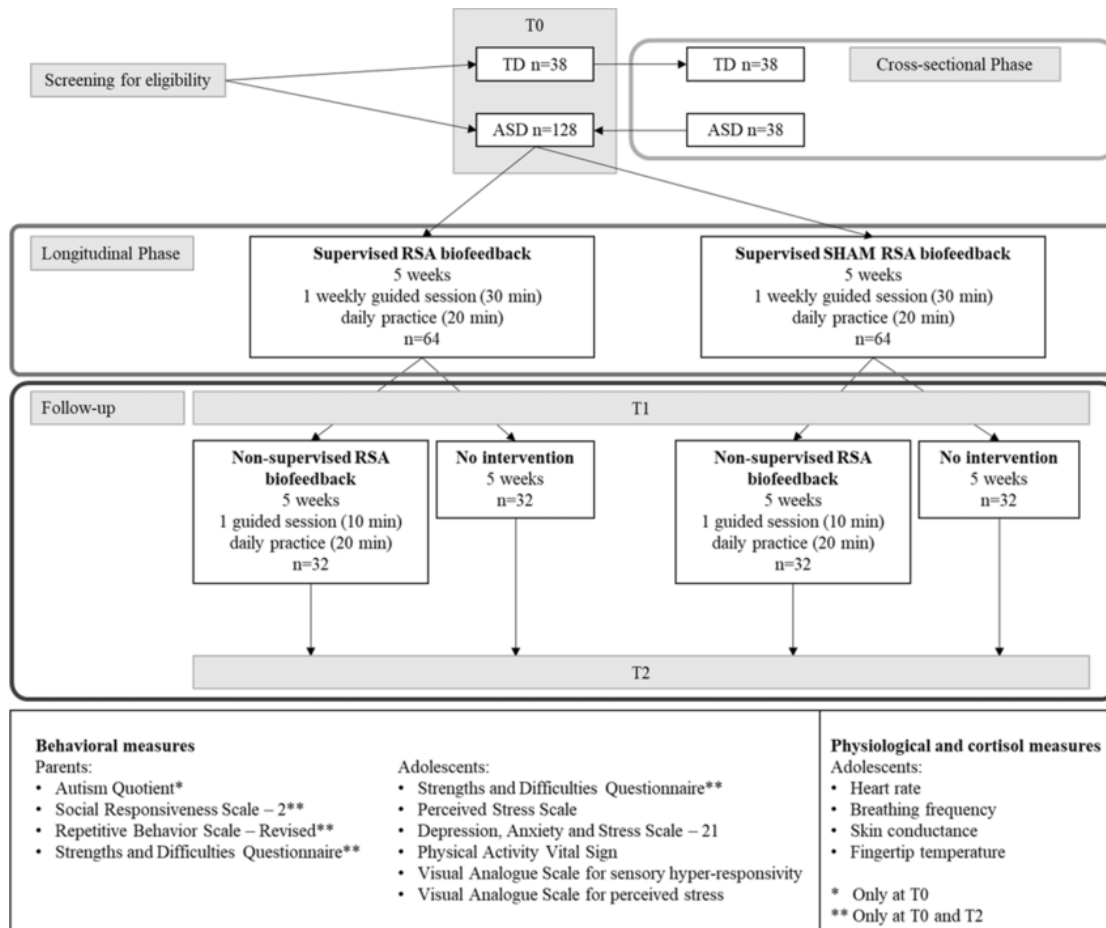 T0
Screening for eligibility
TD n=38
TD n=38
Cross-sectional Phase
ASD n=128
ASD n=38
Longitudinal Phase
Supervised RSA biofeedback
5 weeks
1 weekly guided session (30 min)
daily practice (20 min)
n=64
Supervised SHAM RSA biofeedback
5 weeks
1 weekly guided session (30 min)
daily practice (20 min)
n=64
Follow-up
T1
Non-supervised RSA
biofeedback
5 weeks
1 guided session (10 min)
daily practice (20 min)
n=32
No intervention
5 weeks
n=32
Non-supervised RSA
biofeedback
5 weeks
1 guided session (10 min)
daily practice (20 min)
n=32
No intervention
5 weeks
n=32
T2
Behavioral measures
Parents:
• Autism Quotient*
• Social Responsiveness Scale – 2**
• Repetitive Behavior Scale – Revised**
• Strengths and Difficulties Questionnaire**
Adolescents:
• Strengths and Difficulties Questionnaire**
• Perceived Stress Scale
• Depression, Anxiety and Stress Scale – 21
• Physical Activity Vital Sign
• Visual Analogue Scale for sensory hyper-responsivity
• Visual Analogue Scale for perceived stress
Physiological and cortisol measures
Adolescents:
• Heart rate
• Breathing frequency
• Skin conductance
• Fingertip temperature
* Only at T0
** Only at T0 and T2